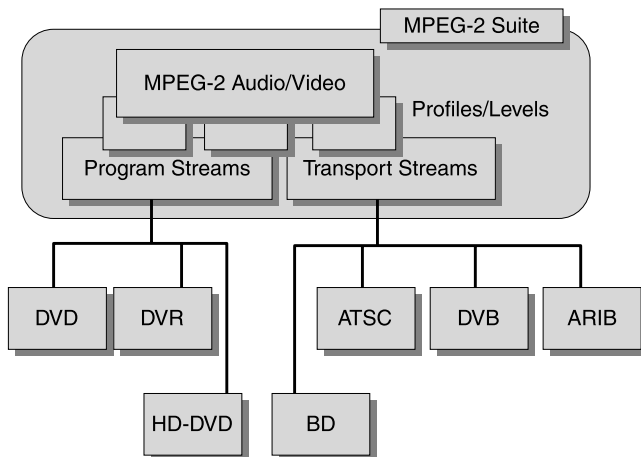 MPEG-2 Suite
MPEG-2 Audio/Video
Profiles/Levels
Program Streams
Transport Streams
DVD
DVR
ATSC
DVB
ARIB
HD-DVD
BD